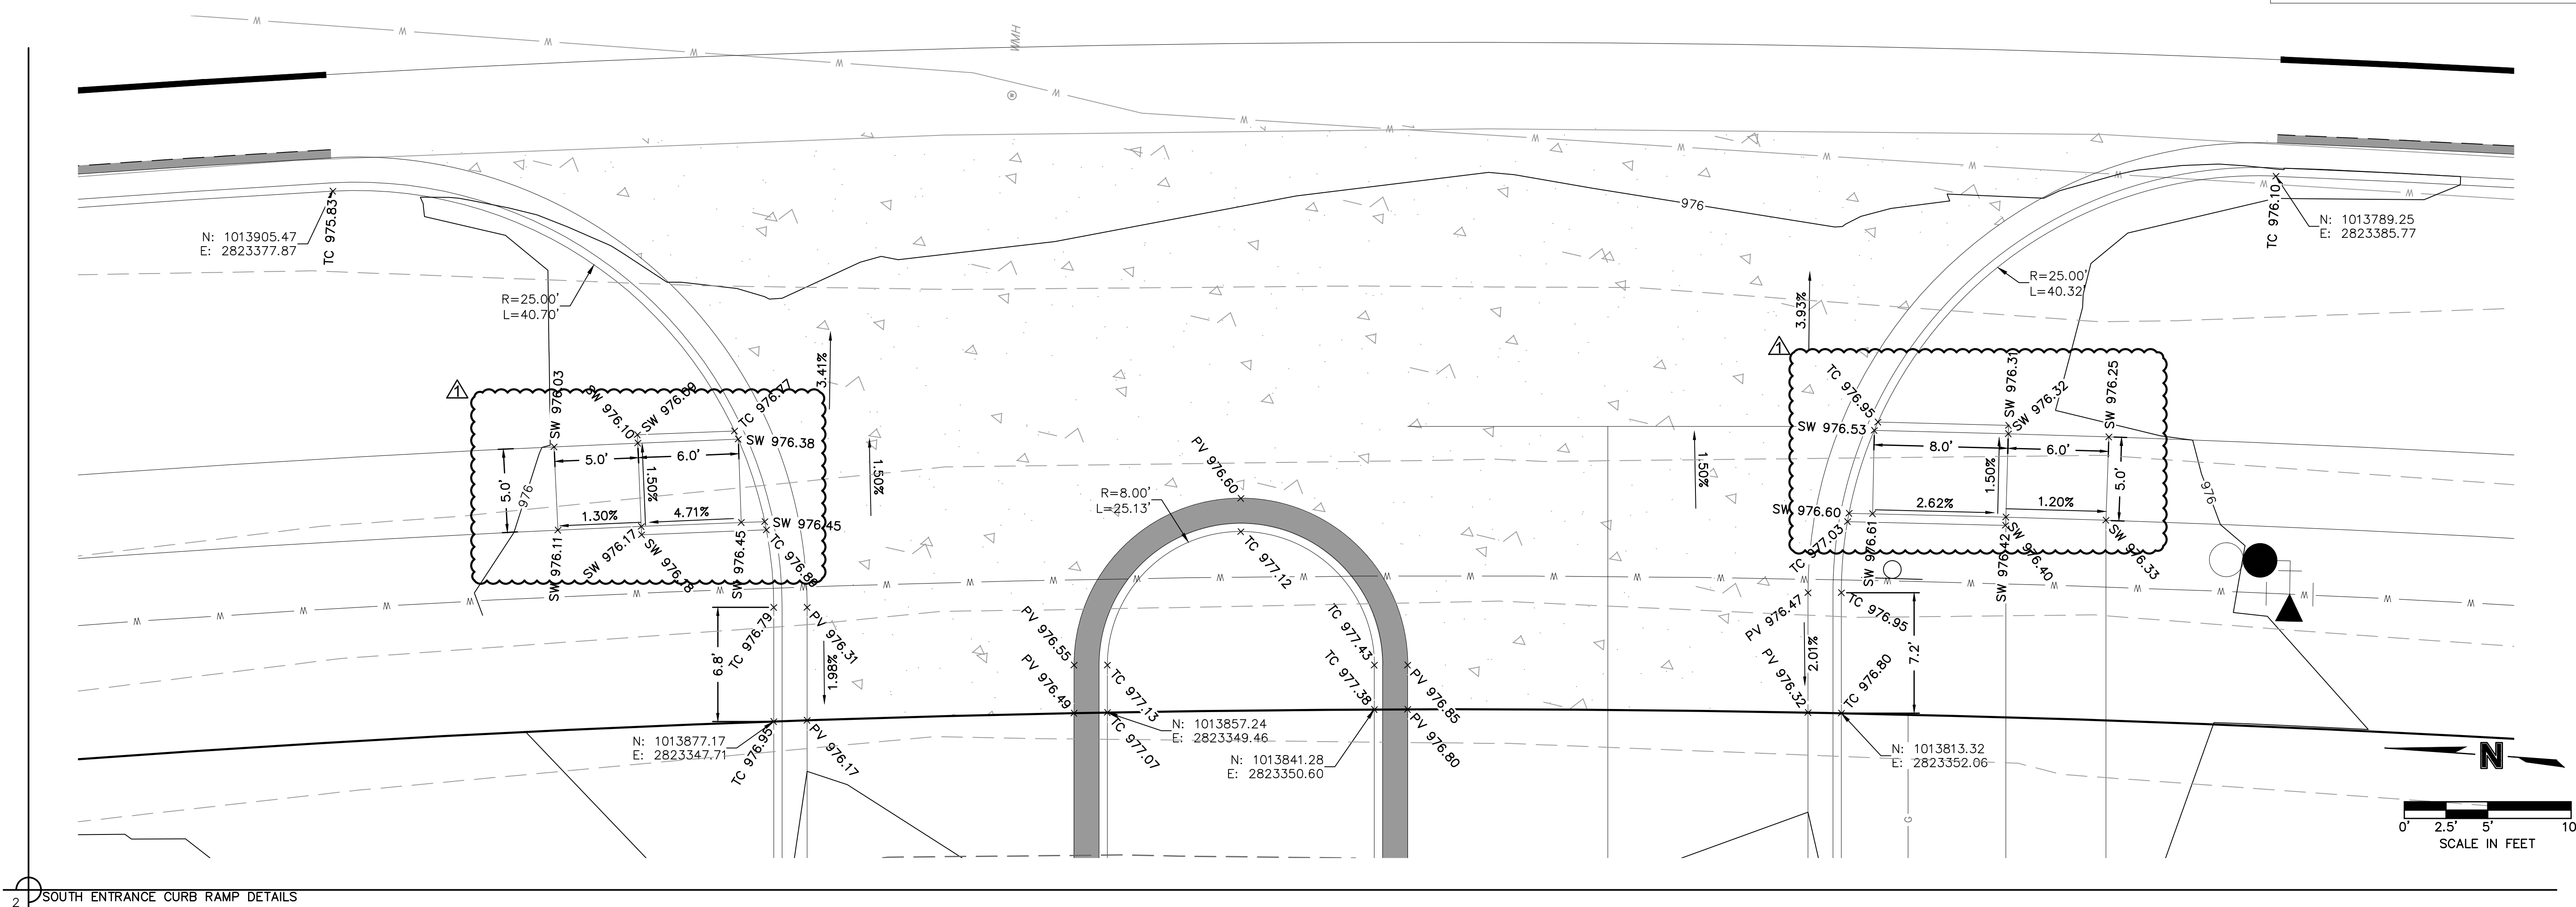 W W W W W W W W W W W W W W W W
WMH
976
TC 975.83
N: 1013905.47
E: 2823377.87
TC 976.10
N: 1013789.25
E: 2823385.77
R=25.00'
L=40.70'
R=25.00'
L=40.32'
3.41%
3.93%
1
SW 976.03
SW 976.10
SW 976.09
TC 976.77
SW 976.38
5.0'
6.0'
5.0'
1.50%
976
1.30%
4.71%
SW 976.45
SW 976.11
SW 976.17
SW 976.18
SW 976.45
1.50%
PV 976.60
R=8.00'
L=25.13'
TC 977.12
1.50%
1
TC 976.95
SW 976.31
SW 976.32
SW 976.25
SW 976.53
8.0'
6.0'
1.50%
5.0'
2.62%
1.20%
SW 976.60
TC 977.03
SW 976.61
SW 976.42
SW 976.40
SW 976.33
976
W W W W W W W W W W W W W W W W W W
6.8'
TC 976.79
PV 976.31
1.98%
TC 976.95
PV 976.17
N: 1013877.17
E: 2823347.71
PV 976.55
PV 976.49
TC 977.13
TC 977.07
N: 1013857.24
E: 2823349.46
TC 977.43
TC 977.38
PV 976.85
PV 976.80
N: 1013841.28
E: 2823350.60
PV 976.47
TC 976.95
2.01%
7.2'
PV 976.32
TC 976.80
N: 1013813.32
E: 2823352.06
G
N
0' 2.5' 5' 10
SCALE IN FEET
2
SOUTH ENTRANCE CURB RAMP DETAILS